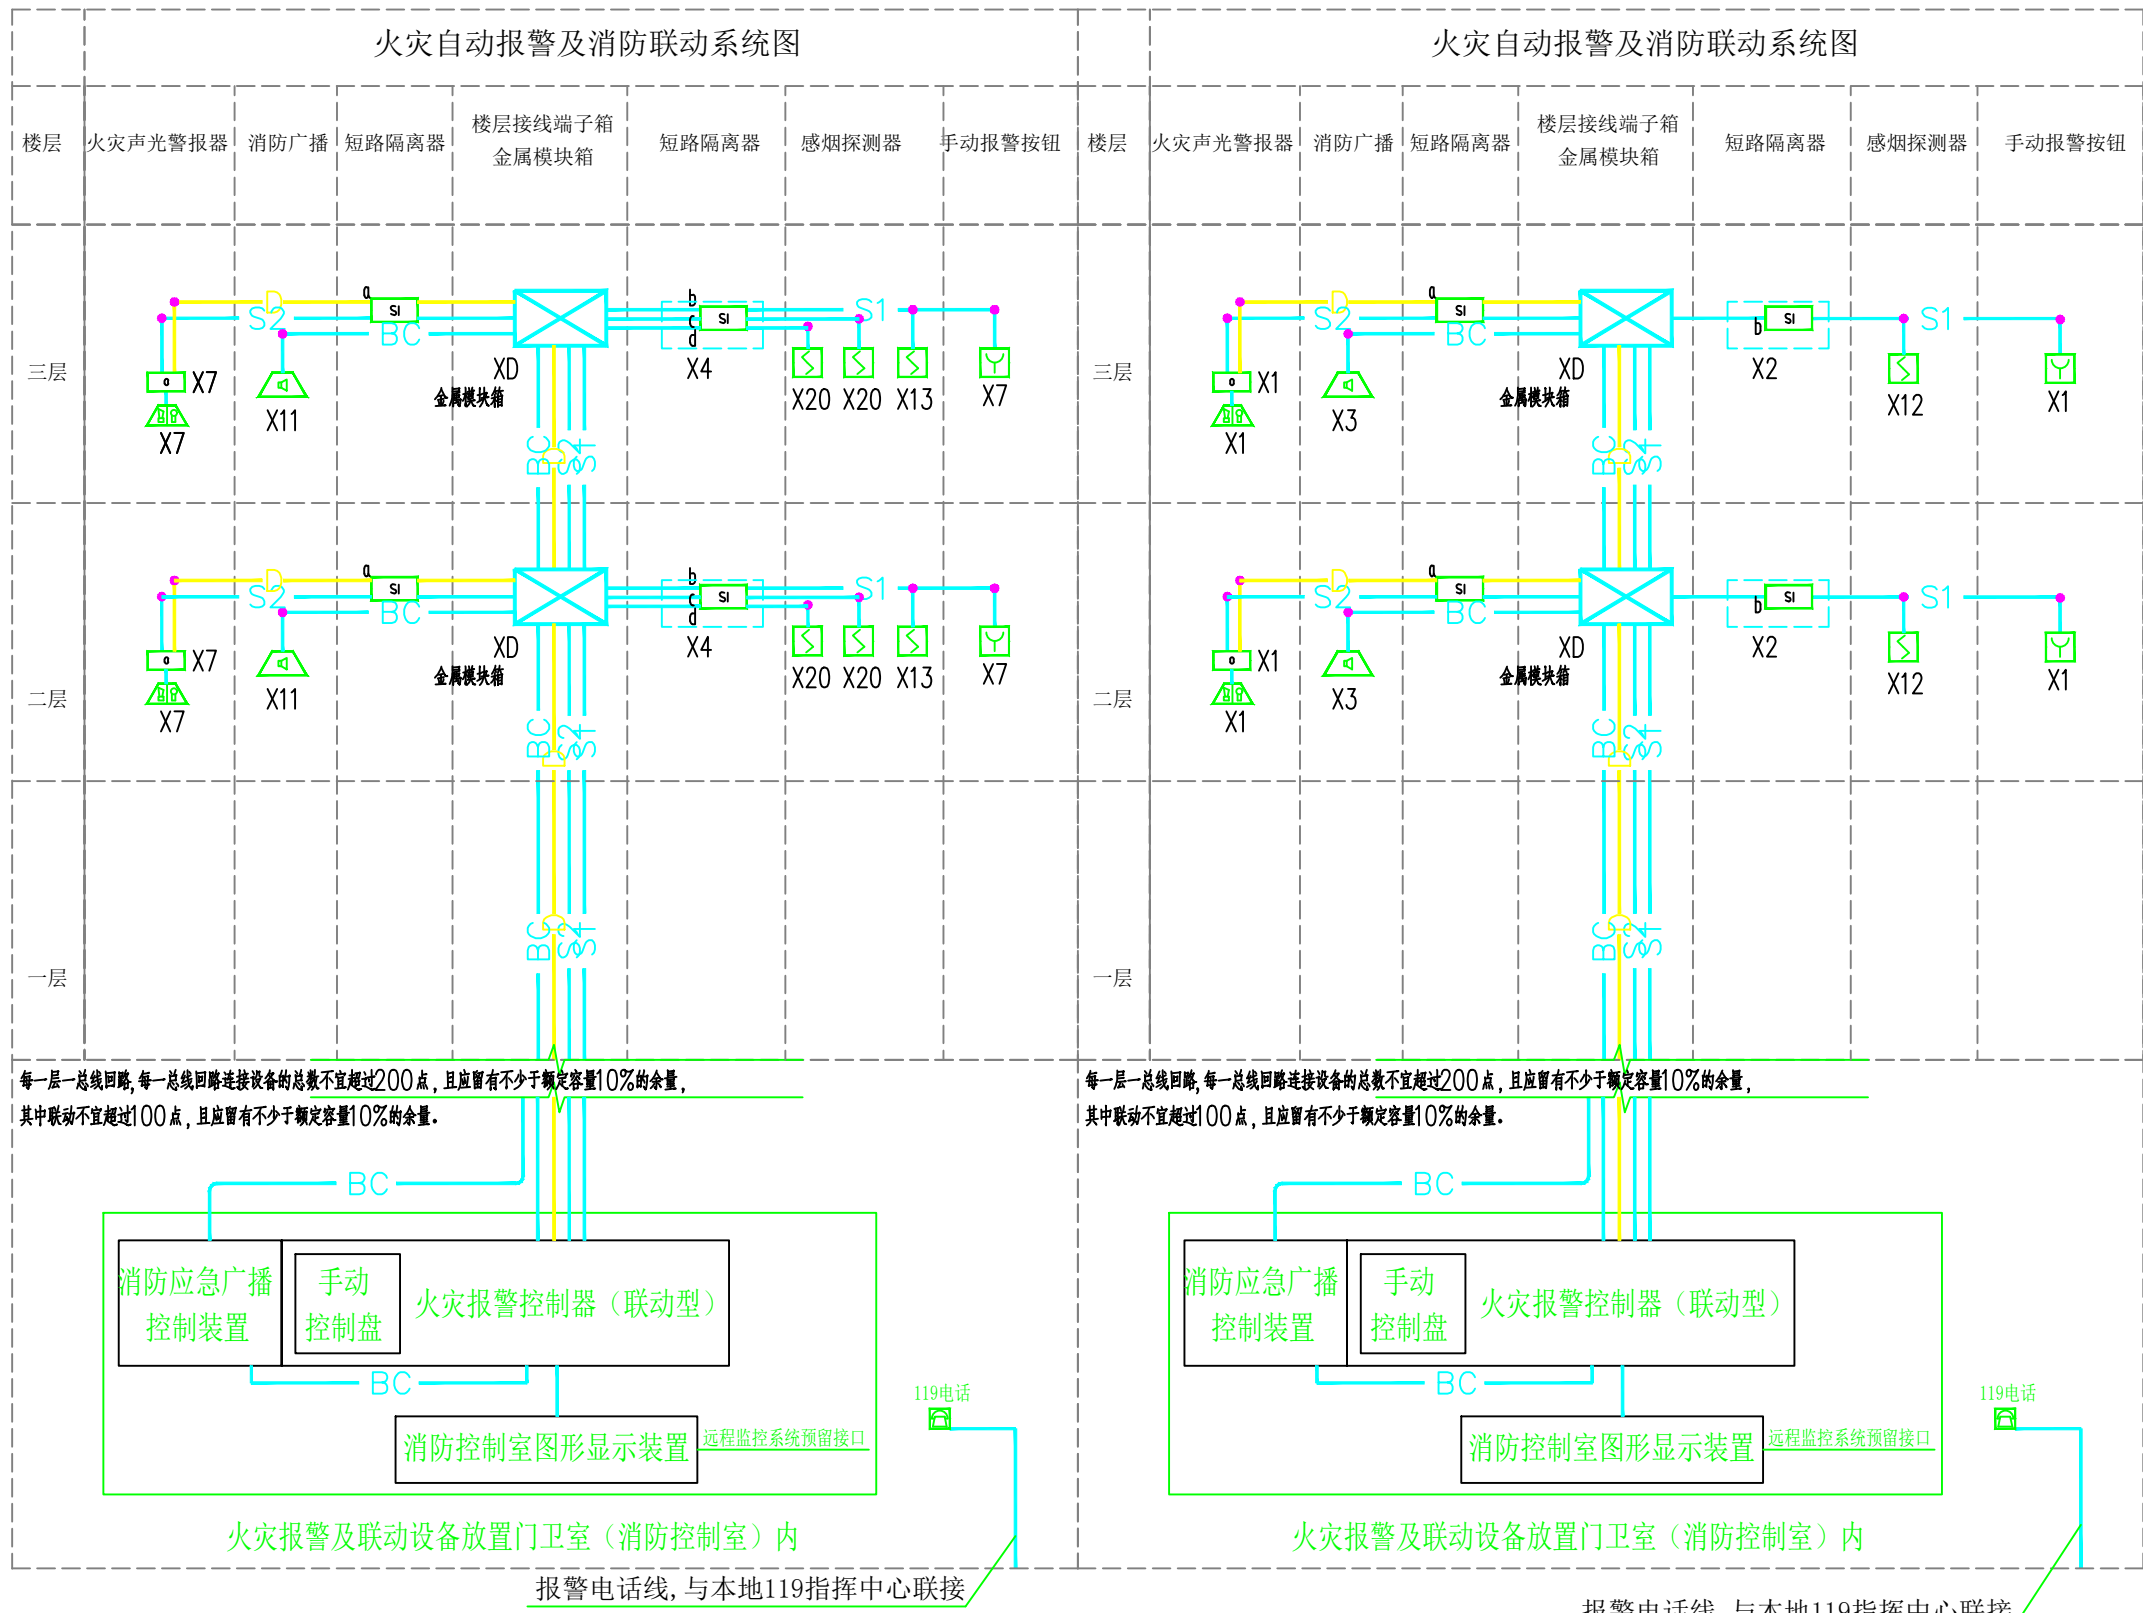 火灾自动报警及消防联动系统图
楼层 火灾声光警报器 消防广播 短路隔离器 楼层接线端子箱 短路隔离器 感烟探测器 手动报警按钮
金属模块箱
三层
D
S2
BC
a
SI
b
c
d
SI
S1
X7
X7
X11
XD
金属模块箱
X4
X20 X20 X13 X7
BC D S2 S1
二层
D
S2
BC
a
SI
b
c
d
SI
S1
X7
X7
X11
XD
金属模块箱
X4
X20 X20 X13 X7
BC D S2 S1
一层
BC D S2 S1
每一层一总线回路,每一总线回路连接设备的总数不宜超过200点,且应留有不少于额定容量10%的余量,
其中联动不宜超过100点,且应留有不少于额定容量10%的余量。
BC
消防应急广播
控制装置
手动
控制盘
火灾报警控制器（联动型）
BC
消防控制室图形显示装置
远程监控系统预留接口
119电话
火灾报警及联动设备放置门卫室（消防控制室）内
报警电话线,与本地119指挥中心联接
火灾自动报警及消防联动系统图
楼层 火灾声光警报器 消防广播 短路隔离器 楼层接线端子箱 短路隔离器 感烟探测器 手动报警按钮
金属模块箱
三层
D
S2
BC
a
SI
b
SI
S1
X1
X1
X3
XD
金属模块箱
X2
X12 X1
BC D S2 S1
二层
D
S2
BC
a
SI
b
SI
S1
X1
X1
X3
XD
金属模块箱
X2
X12 X1
BC D S2 S1
一层
BC D S2 S1
每一层一总线回路,每一总线回路连接设备的总数不宜超过200点,且应留有不少于额定容量10%的余量,
其中联动不宜超过100点,且应留有不少于额定容量10%的余量。
BC
消防应急广播
控制装置
手动
控制盘
火灾报警控制器（联动型）
BC
消防控制室图形显示装置
远程监控系统预留接口
119电话
火灾报警及联动设备放置门卫室（消防控制室）内
报警电话线,与本地119指挥中心联接